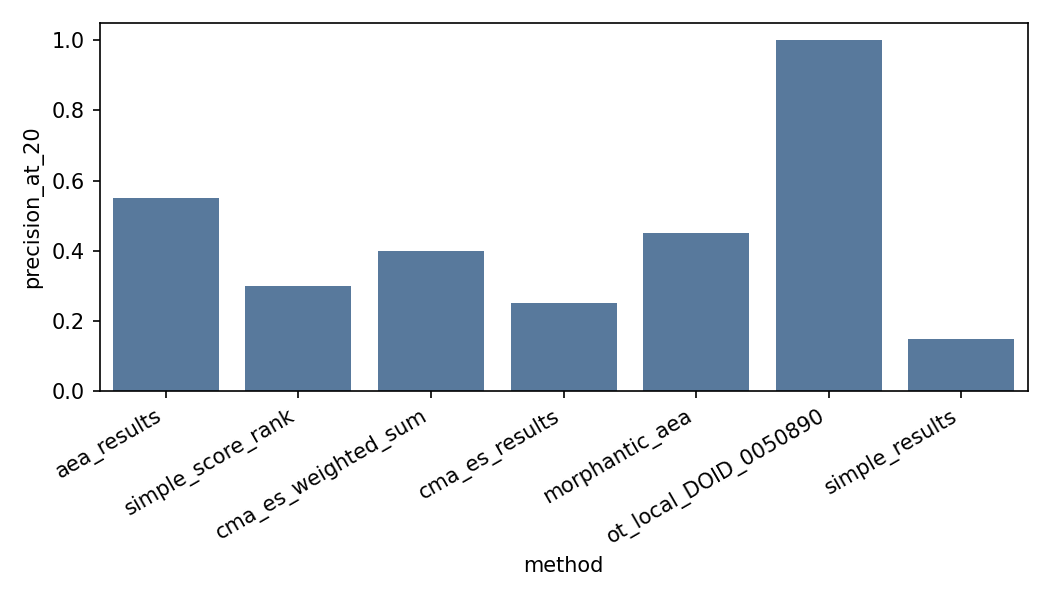 precision_at_20
1.0
0.8
0.6
0.4
0.2
0.0
aea_results
simple_score_rank
cma_es_weighted_sum
cma_es_results
morphantic_aea
ot_local_DOID_0050890
simple_results
method